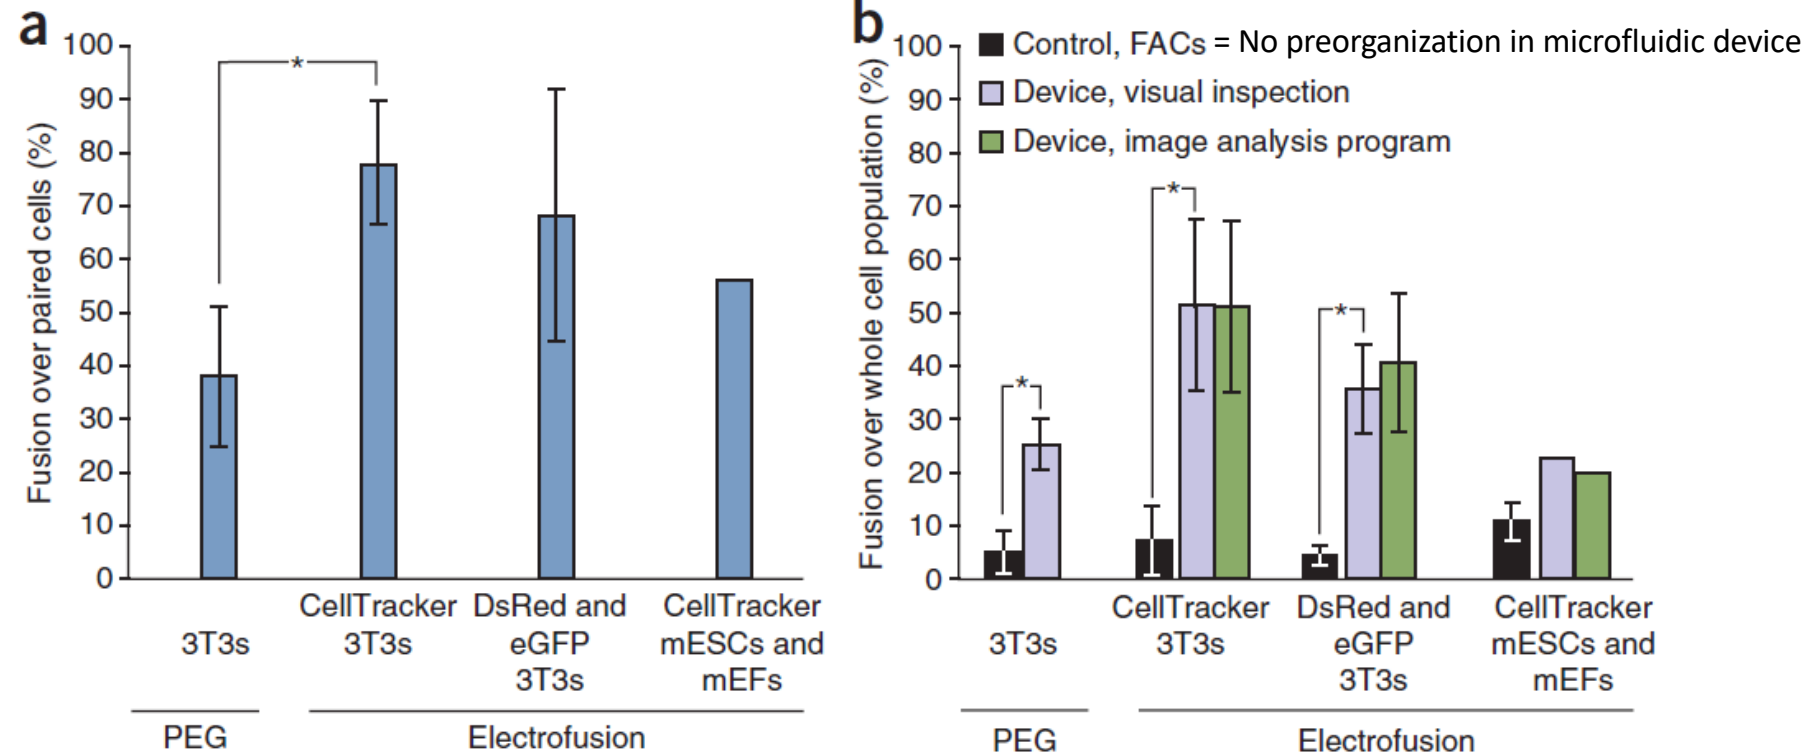 a
Fusion over paired cells (%)
100
90
80
70
60
50
40
30
20
10
0
*
3T3s
CellTracker
3T3s
DsRed and
eGFP
3T3s
CellTracker
mESCs and
mEFs
PEG
Electrofusion
b
Fusion over whole cell population (%)
100
90
80
70
60
50
40
30
20
10
0
Control, FACs = No preorganization in microfluidic device
Device, visual inspection
Device, image analysis program
*
*
*
3T3s
CellTracker
3T3s
DsRed and
eGFP
3T3s
CellTracker
mESCs and
mEFs
PEG
Electrofusion